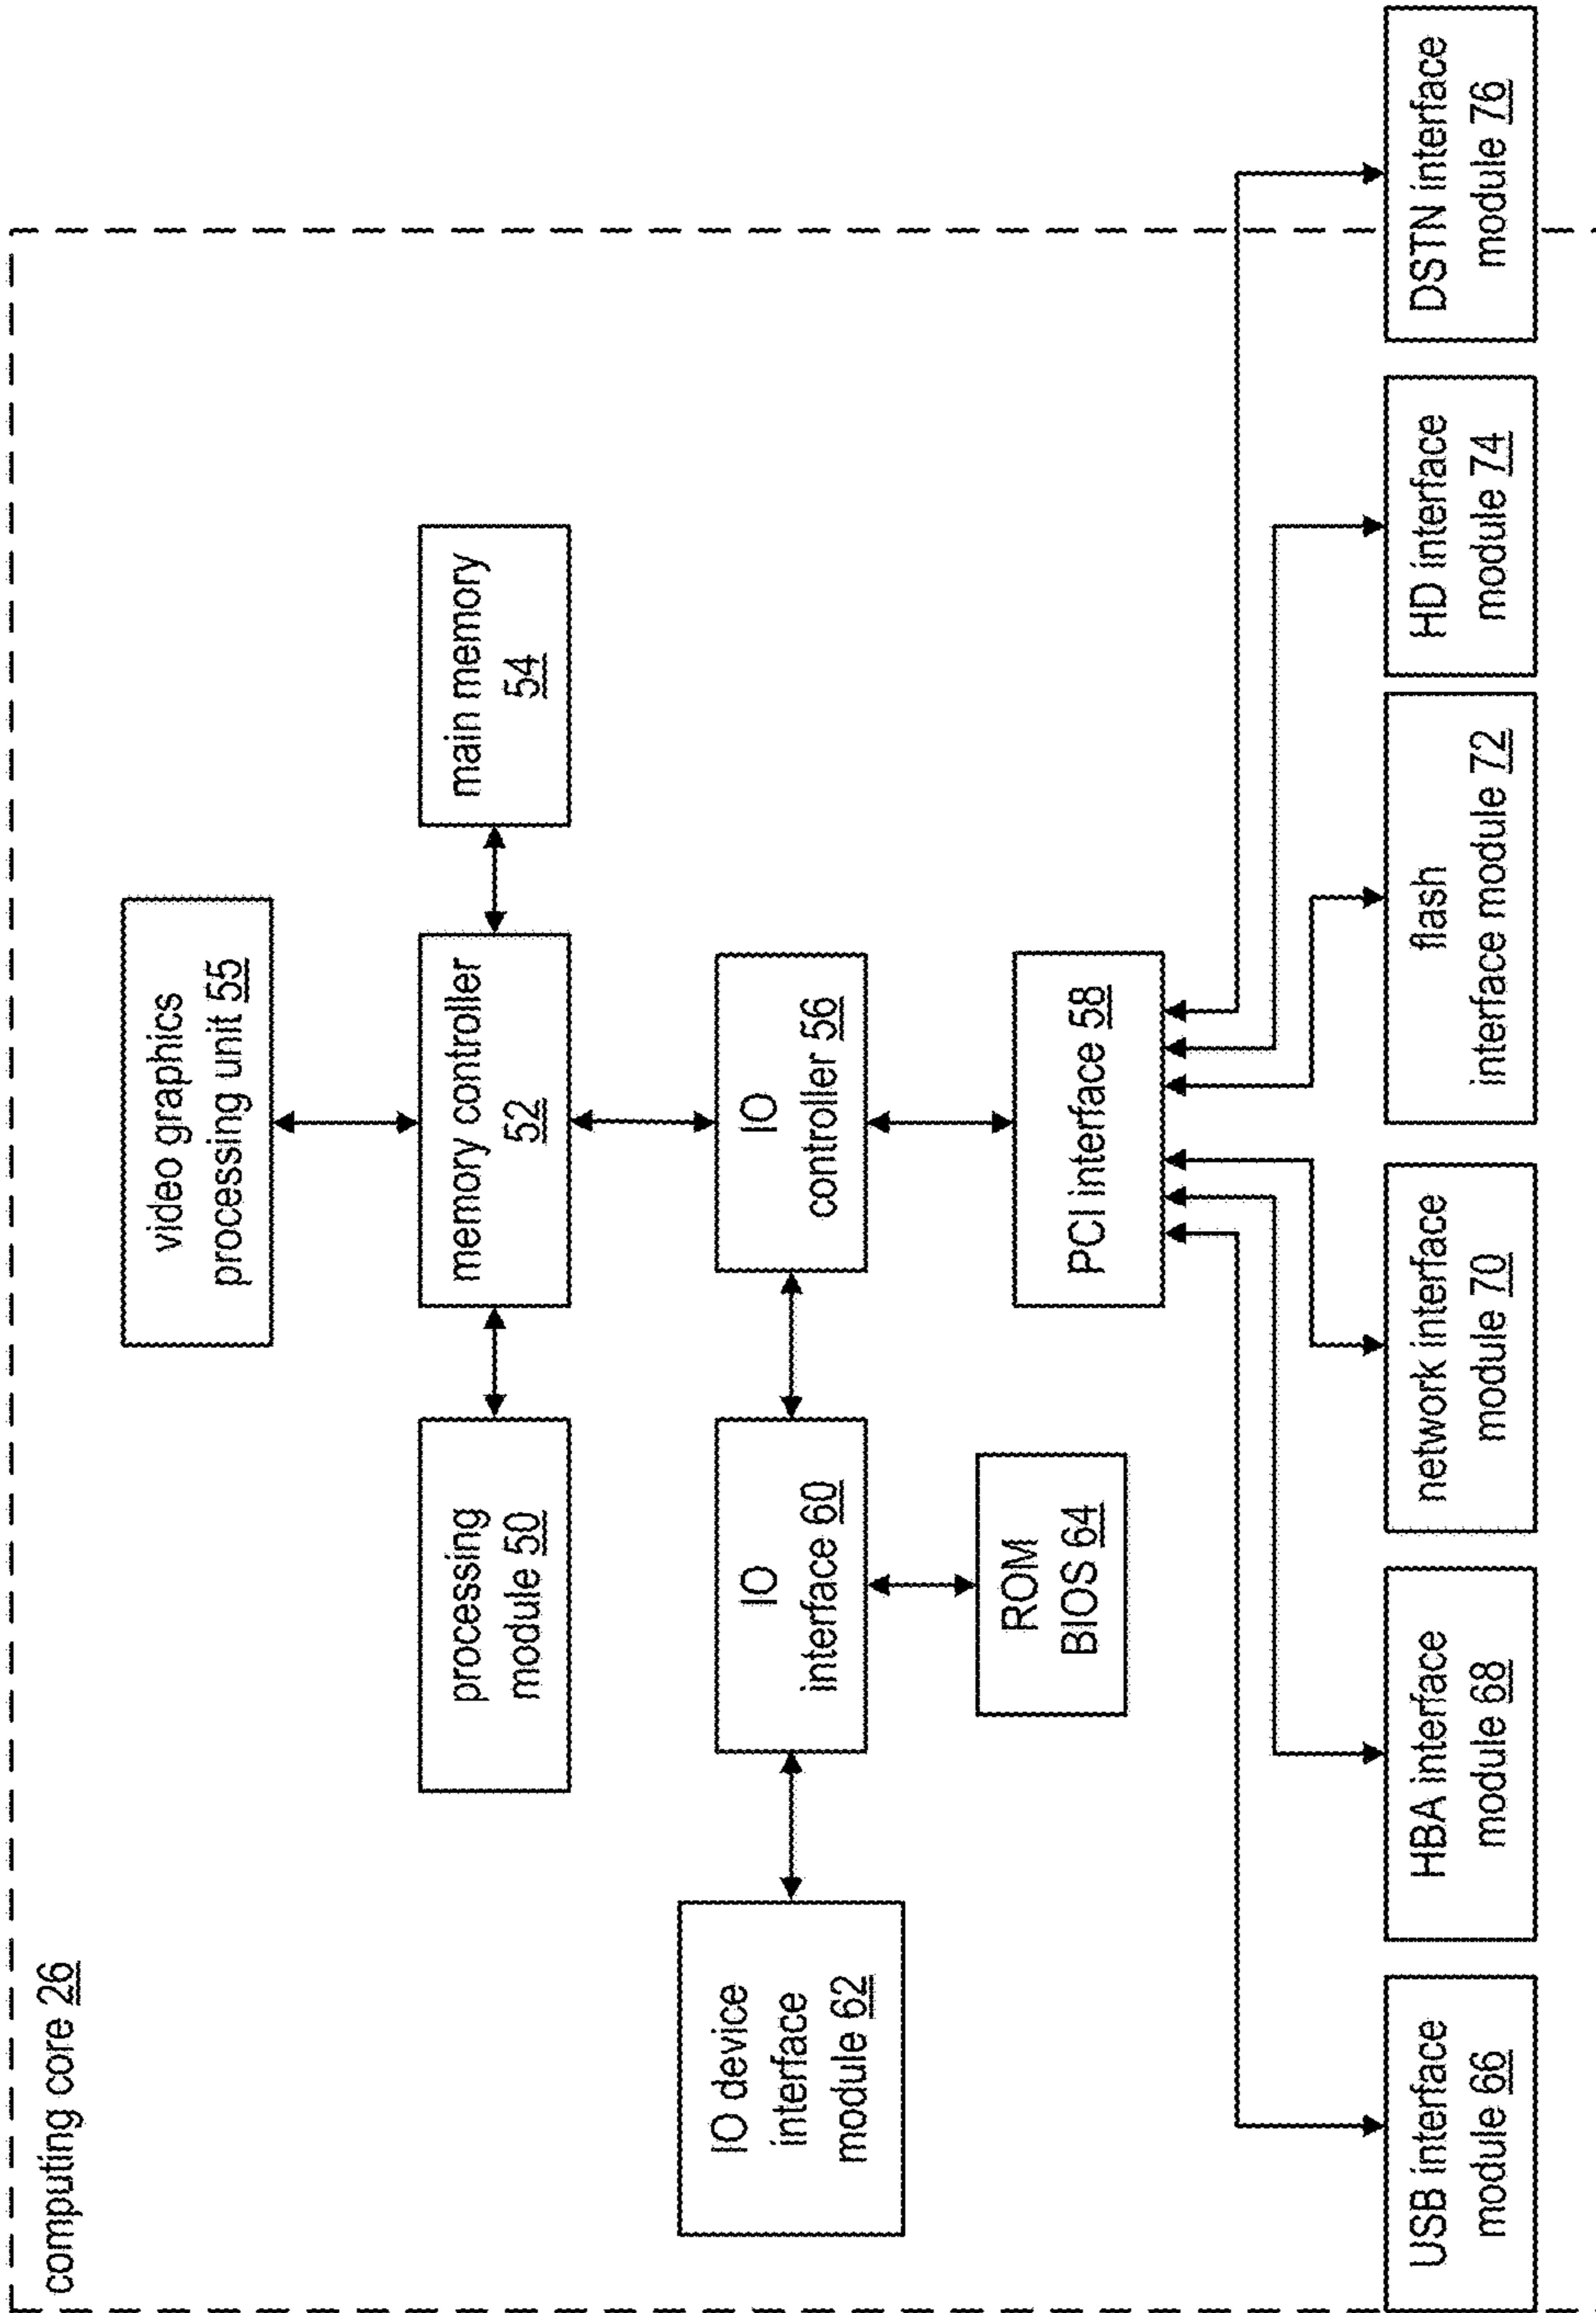 computing core 26
video graphics
processing unit 55
processing
module 50
memory controller
52
main memory
54
IO device
interface
module 62
IO
interface 60
IO
controller 56
ROM
BIOS 64
PCI interface 58
USB interface
module 66
HBA interface
module 68
network interface
module 70
flash
interface module 72
HD interface
module 74
DSTN interface
module 76